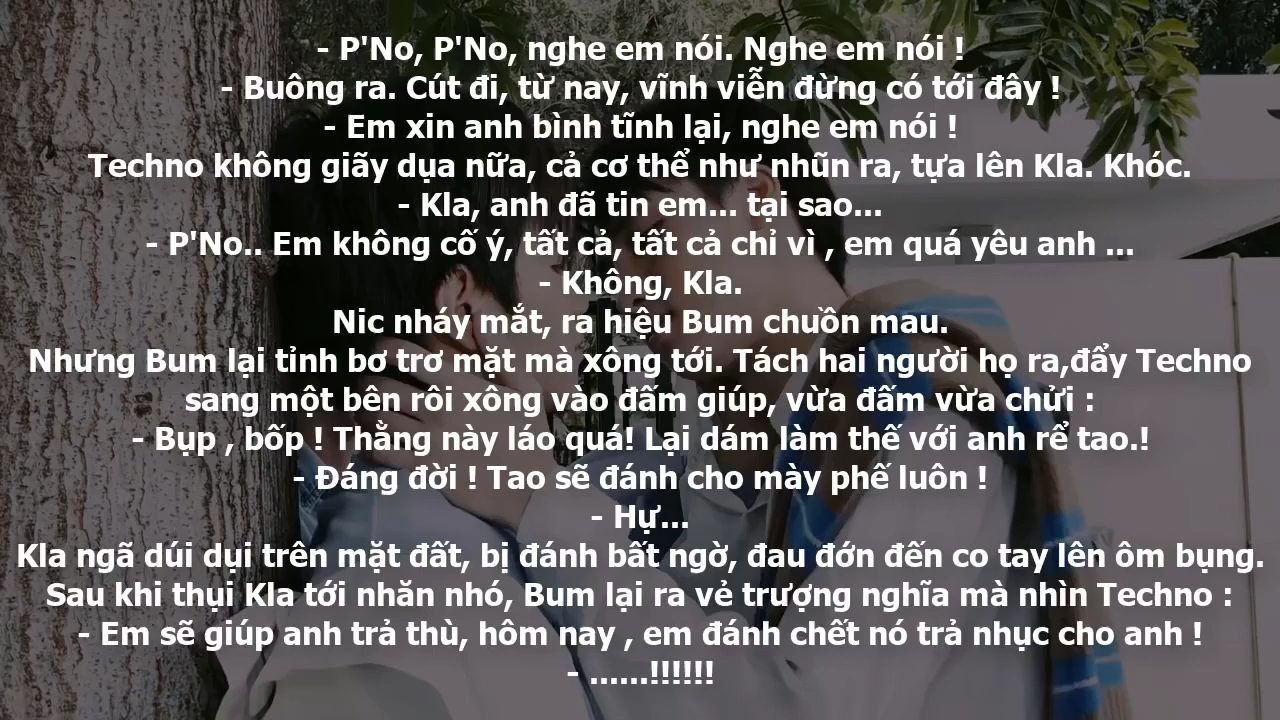 - P'No, P'No, nghe em nói. Nghe em nói !
- Buông ra. Cút đi, từ nay, vĩnh viễn đừng có tới đây !
- Em xin anh bình tĩnh lại, nghe em nói !
Techno không giãy dụa nữa, cả cơ thể như nhũn ra, tựa lên Kla. Khóc.
- Kla, anh đã tin em... tại sao...
- P'No.. Em không cố ý, tất cả, tất cả chỉ vì , em quá yêu anh ...
- Không, Kla.
Nic nháy mắt, ra hiệu Bum chuồn mau.
Nhưng Bum lại tỉnh bơ trơ mặt mà xông tới. Tách hai người họ ra,đẩy Techno
sang một bên rôi xông vào đấm giúp, vừa đấm vừa chửi :
- Bụp , bốp ! Thằng này láo quá! Lại dám làm thế với anh rể tao.!
- Đáng đời ! Tao sẽ đánh cho mày phế luôn !
- Hự...
Kla ngã dúi dụi trên mặt đất, bị đánh bất ngờ, đau đớn đến co tay lên ôm bụng.
Sau khi thụi Kla tới nhăn nhó, Bum lại ra vẻ trượng nghĩa mà nhìn Techno :
- Em sẽ giúp anh trả thù, hôm nay , em đánh chết nó trả nhục cho anh !
- ......!!!!!!